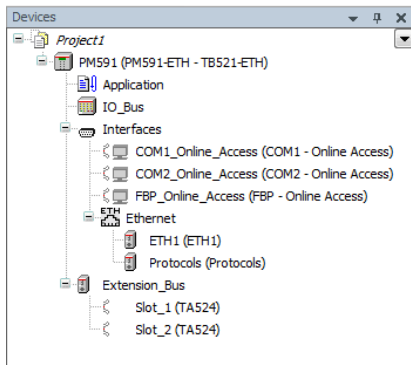 Devices
Project1
PM591 (PM591-ETH - TB521-ETH)
Application
IO_Bus
Interfaces
COM1_Online_Access (COM1 - Online Access)
COM2_Online_Access (COM2 - Online Access)
FBP_Online_Access (FBP - Online Access)
ETH Ethernet
ETH1 (ETH1)
Protocols (Protocols)
Extension_Bus
Slot_1 (TA524)
Slot_2 (TA524)